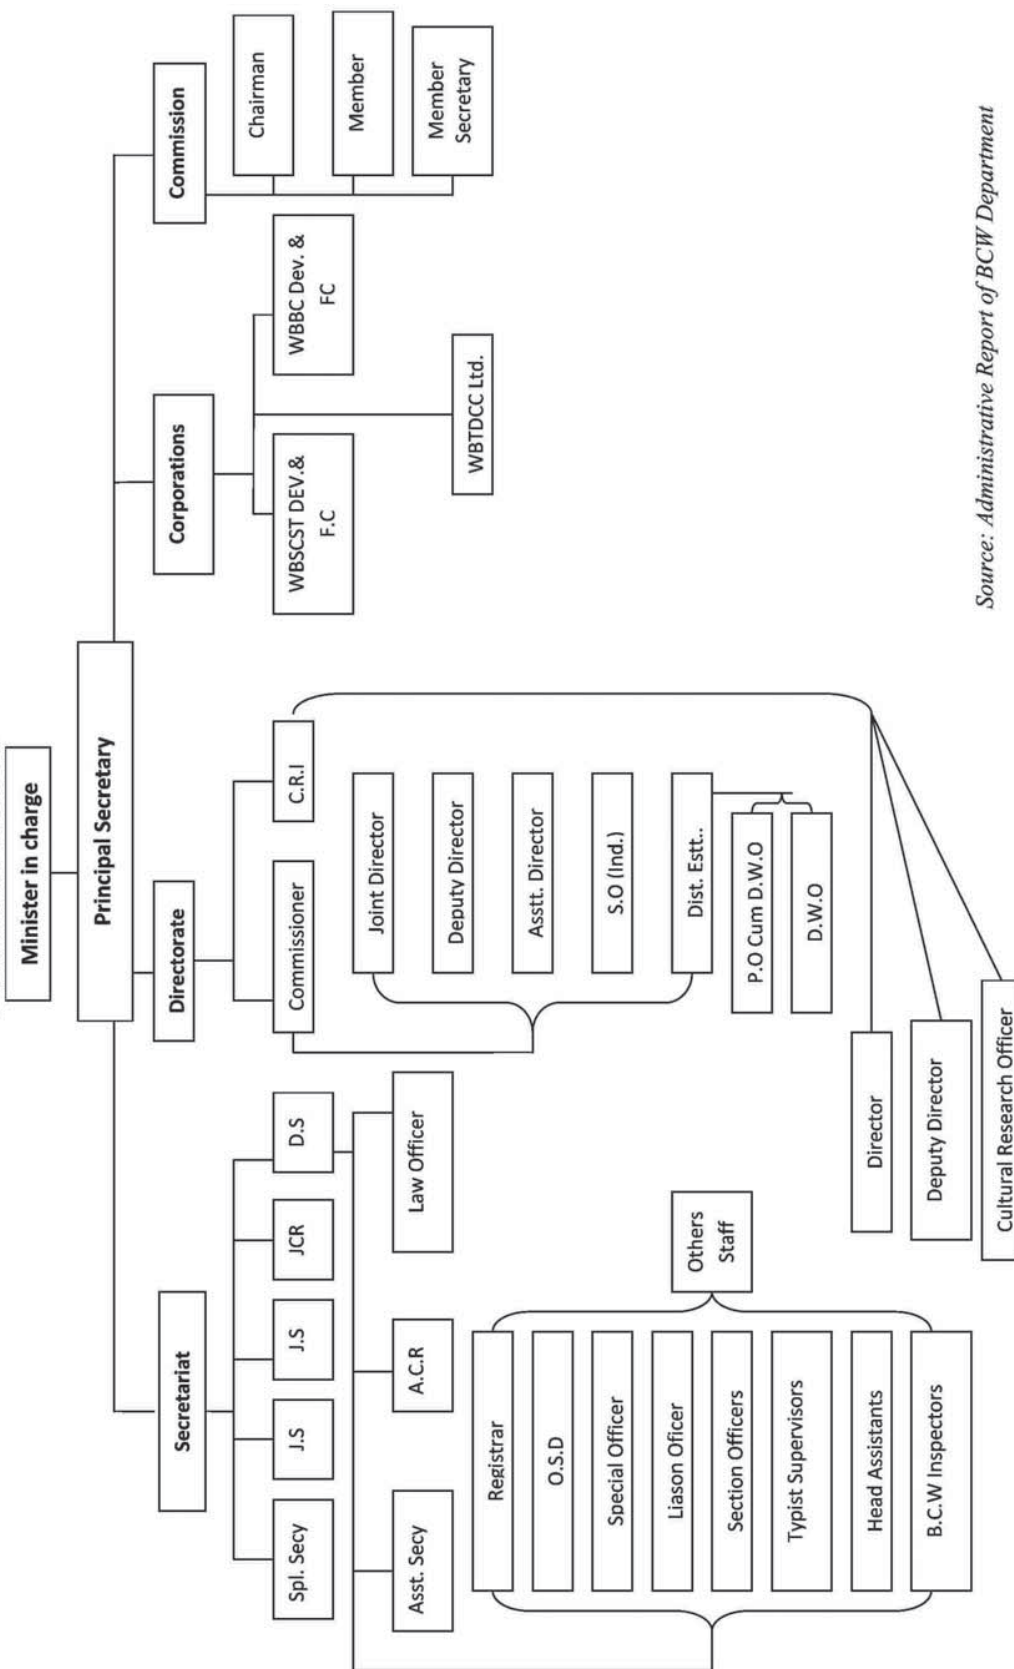 Minister in charge
Principal Secretary
Secretariat
Directorate
Corporations
Commission
Spl. Secy
J.S
J.S
JCR
D.S
Asst. Secy
A.C.R
Law Officer
Registrar
O.S.D
Special Officer
Liason Oficer
Section Officers
Typist Supervisors
Head Assistants
B.C.W Inspectors
Others
Staff
Commissioner
C.R.I
Joint Director
Deputy Director
Asstt. Director
S.O (Ind.)
Dist. Estt..
P.O Cum D.W.O
D.W.O
Director
Deputy Director
Cultural Research Officer
WBSCST DEV.&
F.C
WBBC Dev. &
FC
WBTDCC Ltd.
Chairman
Member
Member
Secretary
Source: Administrative Report of BCW Department